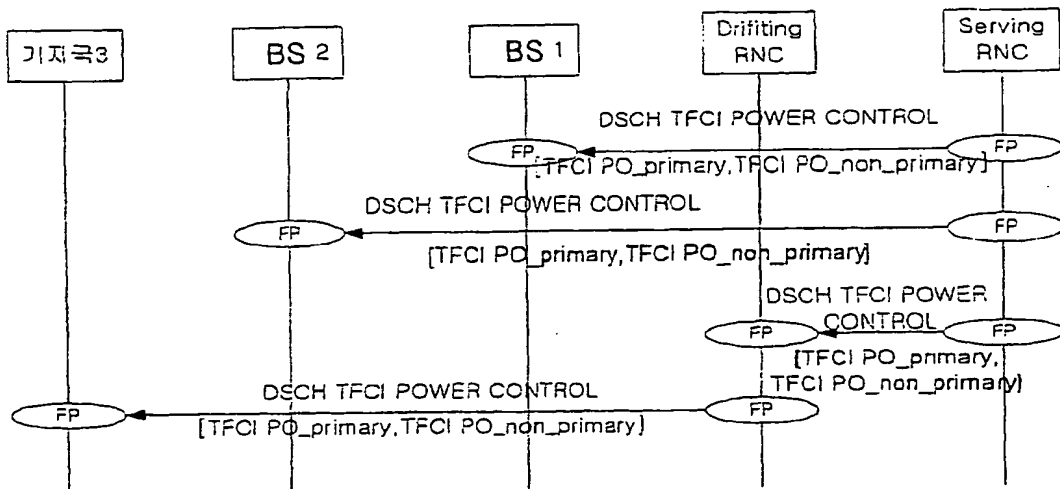 기지국3
BS 2
BS 1
Drifiting
RNC
Serving
RNC
DSCH TFCI POWER CONTROL
FP
FP
[TFCI PO_primary,TFCI PO_non_primary]
DSCH TFCI POWER CONTROL
FP
FP
[TFCI PO_primary,TFCI PO_non_primary]
DSCH TFCI POWER
CONTROL
FP
FP
[TFCI PO_primary,
TFCI PO_non_primary]
DSCH TFCI POWER CONTROL
FP
FP
[TFCI PO_primary,TFCI PO_non_primary]